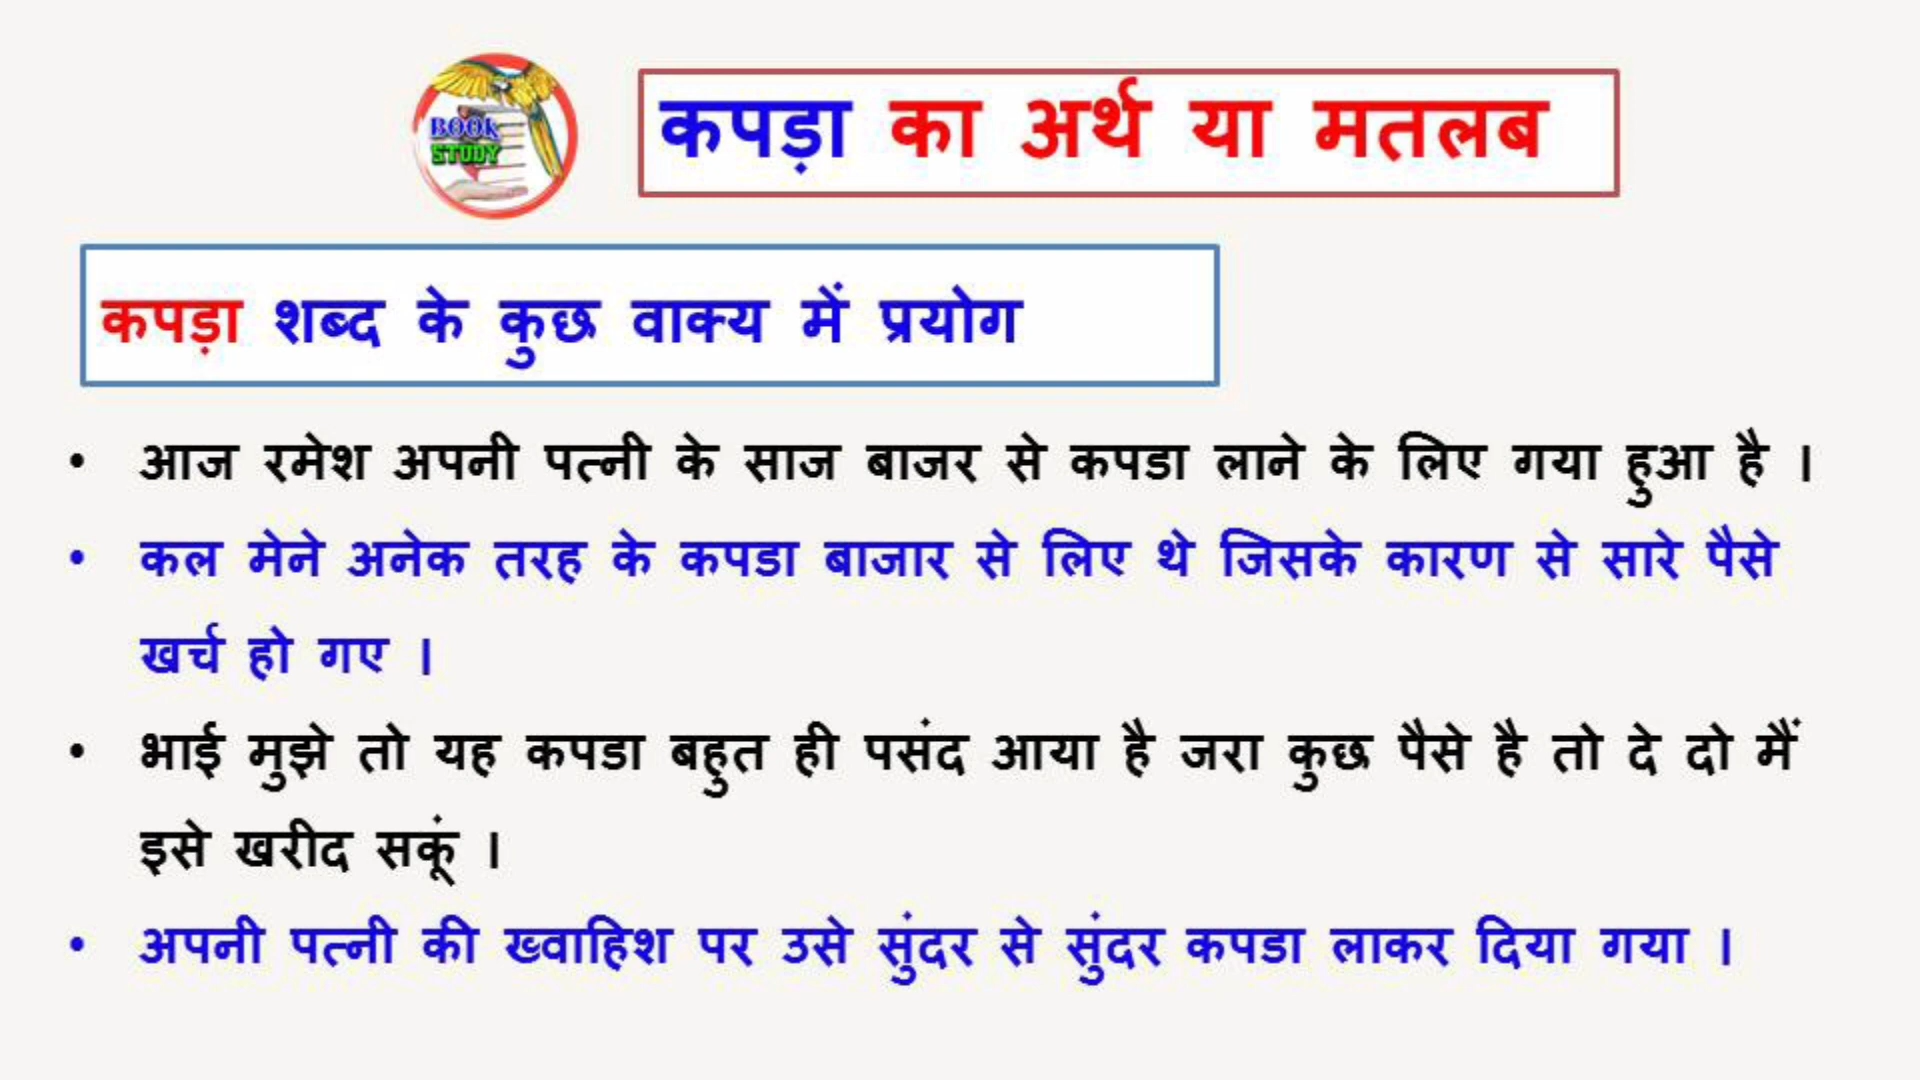 BOOK
STUDY
कपड़ा का अर्थ या मतलब
कपड़ा शब्द के कुछ वाक्य में प्रयोग
• आज रमेश अपनी पत्नी के साज बाजर से कपडा लाने के लिए गया हुआ है ।
• कल मेने अनेक तरह के कपडा बाजार से लिए थे जिसके कारण से सारे पैसे
खर्च हो गए ।
• भाई मुझे तो यह कपडा बहुत ही पसंद आया है जरा कुछ पैसे है तो दे दो मैं
इसे खरीद सकूं ।
• अपनी पत्नी की ख्वाहिश पर उसे सुंदर से सुंदर कपडा लाकर दिया गया ।